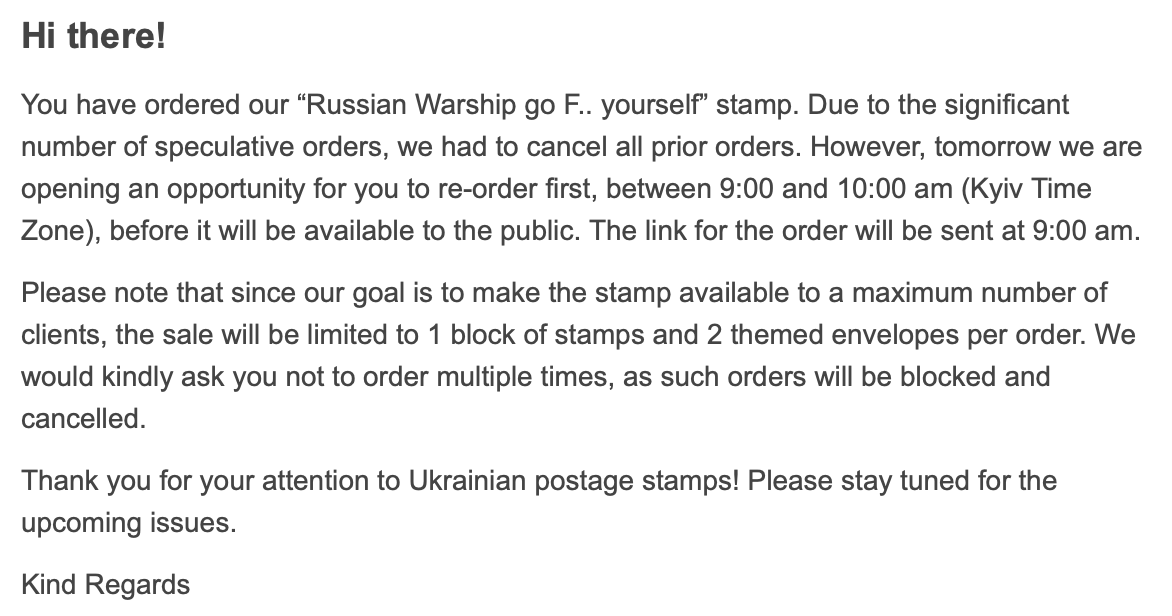 Hi there!
You have ordered our “Russian Warship go F.. yourself” stamp. Due to the significant
number of speculative orders, we had to cancel all prior orders. However, tomorrow we are
opening an opportunity for you to re-order first, between 9:00 and 10:00 am (Kyiv Time
Zone), before it will be available to the public. The link for the order will be sent at 9:00 am.
Please note that since our goal is to make the stamp available to a maximum number of
clients, the sale will be limited to 1 block of stamps and 2 themed envelopes per order. We
would kindly ask you not to order multiple times, as such orders will be blocked and
cancelled.
Thank you for your attention to Ukrainian postage stamps! Please stay tuned for the
upcoming issues.
Kind Regards